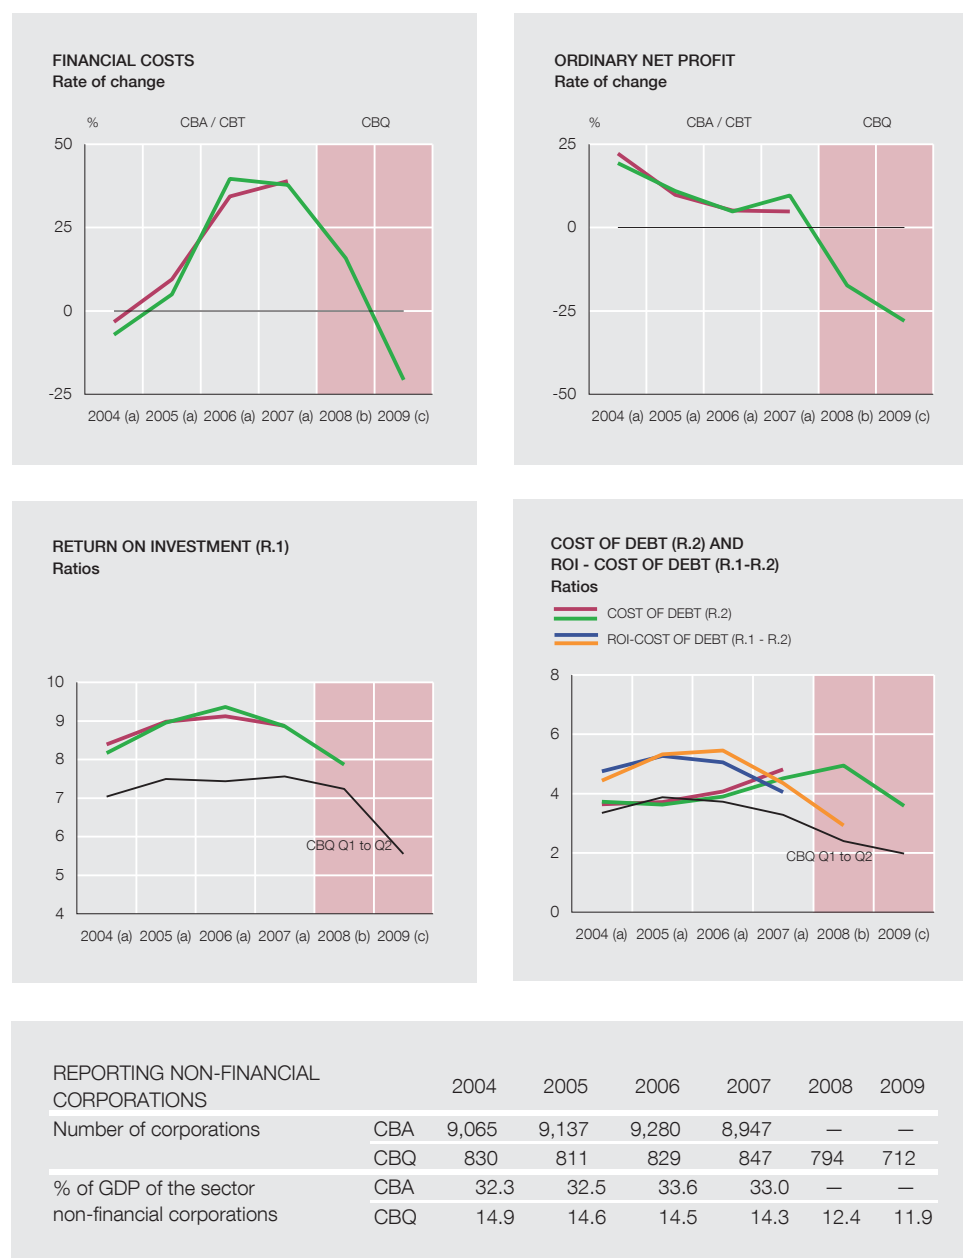 FINANCIAL COSTS
Rate of change
% CBA / CBT CBQ
50
25
0
-25
2004 (a) 2005 (a) 2006 (a) 2007 (a) 2008 (b) 2009 (c)
ORDINARY NET PROFIT
Rate of change
% CBA / CBT CBQ
25
0
-25
-50
2004 (a) 2005 (a) 2006 (a) 2007 (a) 2008 (b) 2009 (c)
RETURN ON INVESTMENT (R.1)
Ratios
10
9
8
7
6
5
4
CBQ Q1 to Q2
2004 (a) 2005 (a) 2006 (a) 2007 (a) 2008 (b) 2009 (c)
COST OF DEBT (R.2) AND
ROI - COST OF DEBT (R.1-R.2)
Ratios
COST OF DEBT (R.2)
ROI-COST OF DEBT (R.1 - R.2)
8
6
4
2
0
CBQ Q1 to Q2
2004 (a) 2005 (a) 2006 (a) 2007 (a) 2008 (b) 2009 (c)
REPORTING NON-FINANCIAL
CORPORATIONS
2004 2005 2006 2007 2008 2009
Number of corporations CBA 9,065 9,137 9,280 8,947 — —
CBQ 830 811 829 847 794 712
% of GDP of the sector CBA 32.3 32.5 33.6 33.0 — —
non-financial corporations CBQ 14.9 14.6 14.5 14.3 12.4 11.9